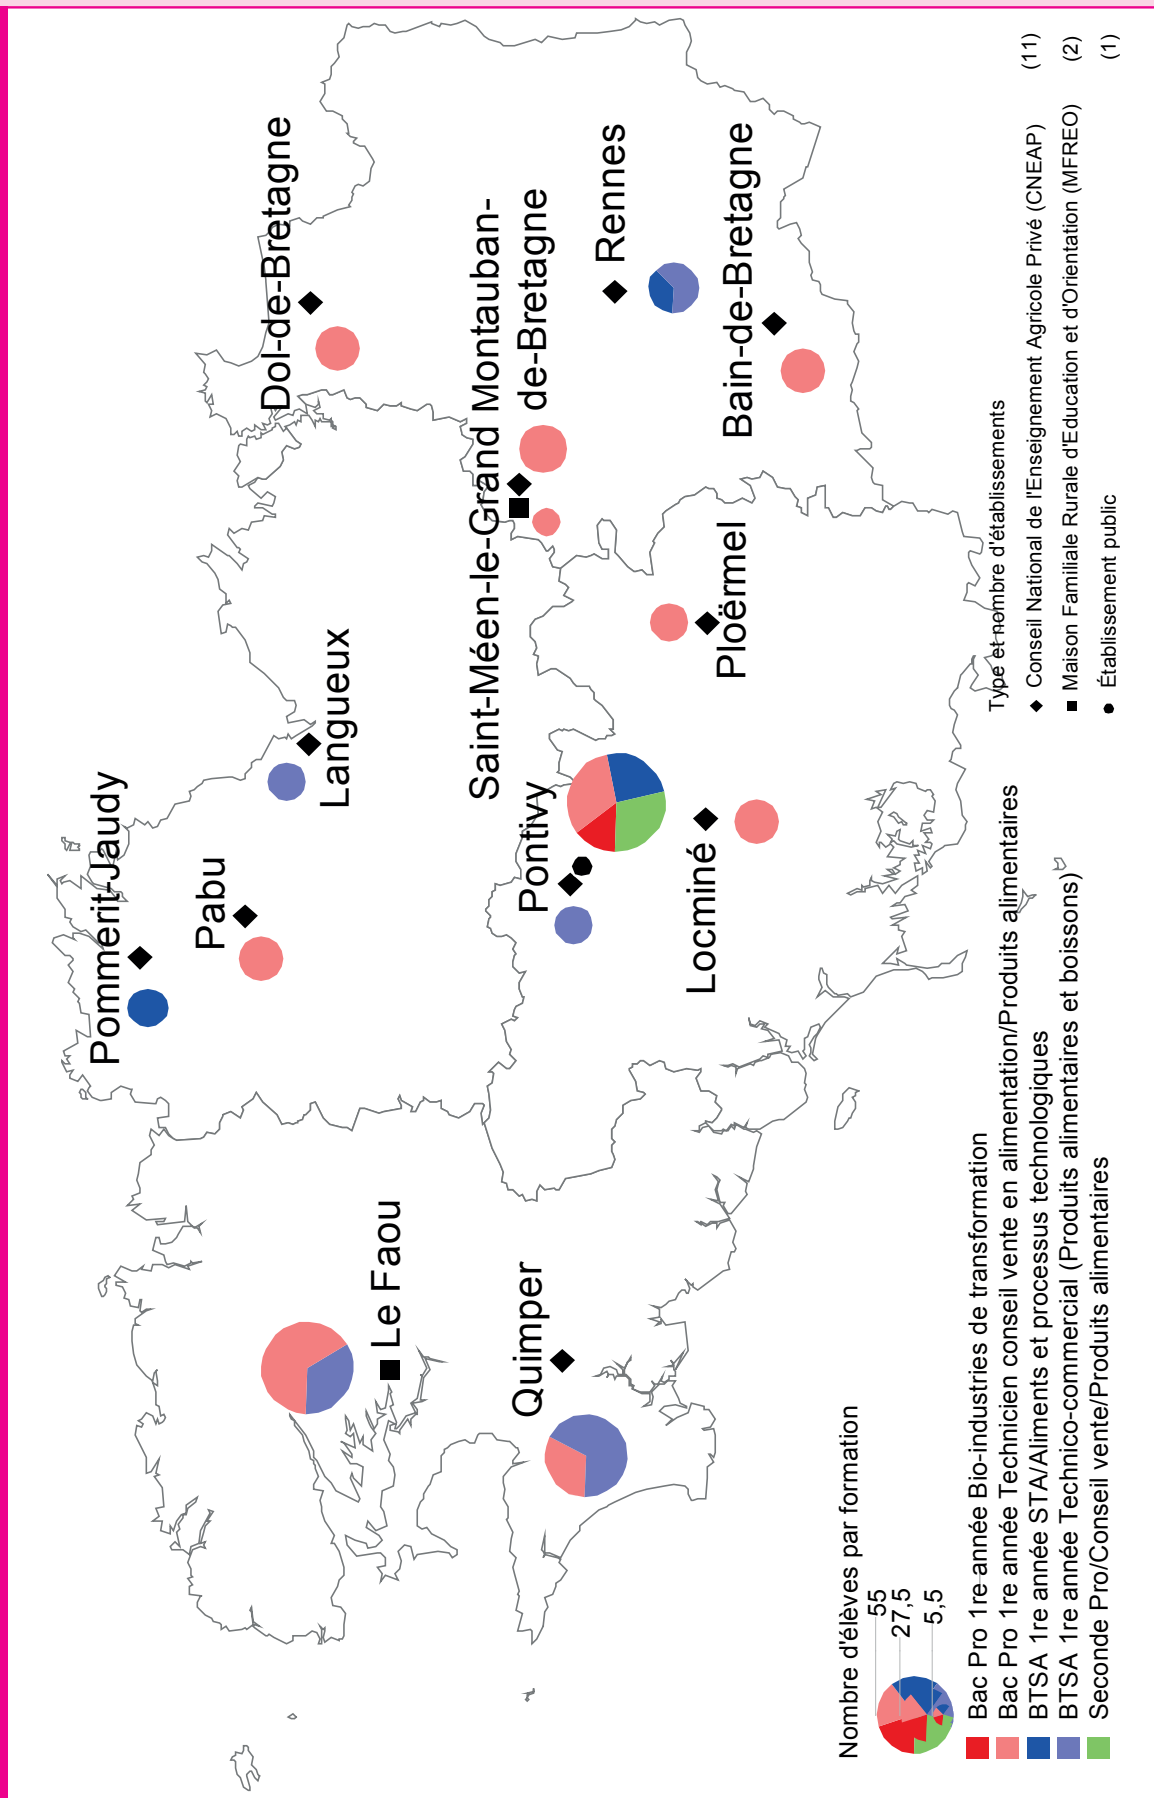 Pommerit-Jaudy
Pabu
Langueux
Dol-de-Bretagne
Saint-Méen-le-Grand Montauban-
de-Bretagne
Rennes
Bain-de-Bretagne
Le Faou
Quimper
Pontivy
Locminé
Ploërmel
Nombre d'élèves par formation
55
27,5
5,5
Bac Pro 1re année Bio-industries de transformation
Bac Pro 1re année Technicien conseil vente en alimentation/Produits alimentaires
BTSA 1re année STA/Aliments et processus technologiques
BTSA 1re année Technico-commercial (Produits alimentaires et boissons)
Seconde Pro/Conseil vente/Produits alimentaires
Type et nombre d'établissements
Conseil National de l'Enseignement Agricole Privé (CNEAP) (11)
Maison Familiale Rurale d'Education et d'Orientation (MFREO) (2)
Établissement public (1)